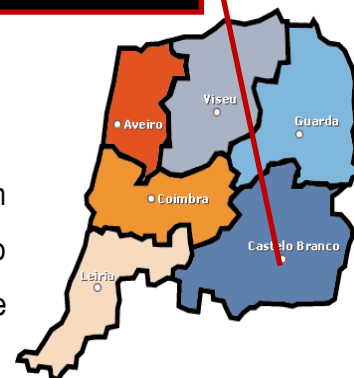 Viseu
Aveiro
Guarda
Coimbra
n
o
Castelo Branco
Leiria
e